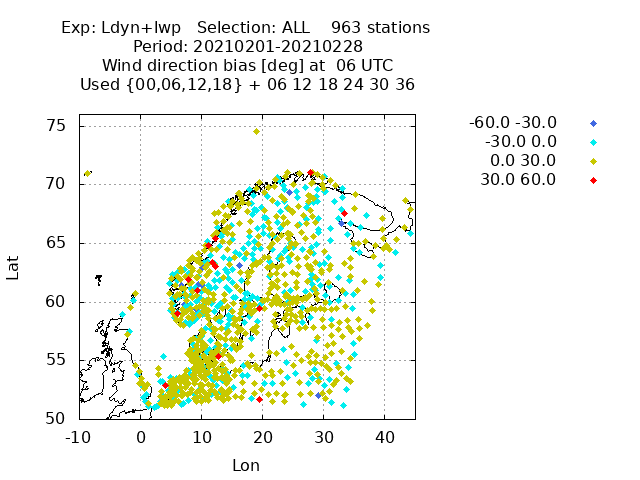 Exp: Ldyn+lwp   Selection: ALL    963 stations
Period: 20210201-20210228
Wind direction bias [deg] at  06 UTC
Used {00,06,12,18} + 06 12 18 24 30 36
-60.0 -30.0
-30.0 0.0
0.0 30.0
30.0 60.0
75
70
65
60
55
50
Lat
-10 0 10 20 30 40
Lon